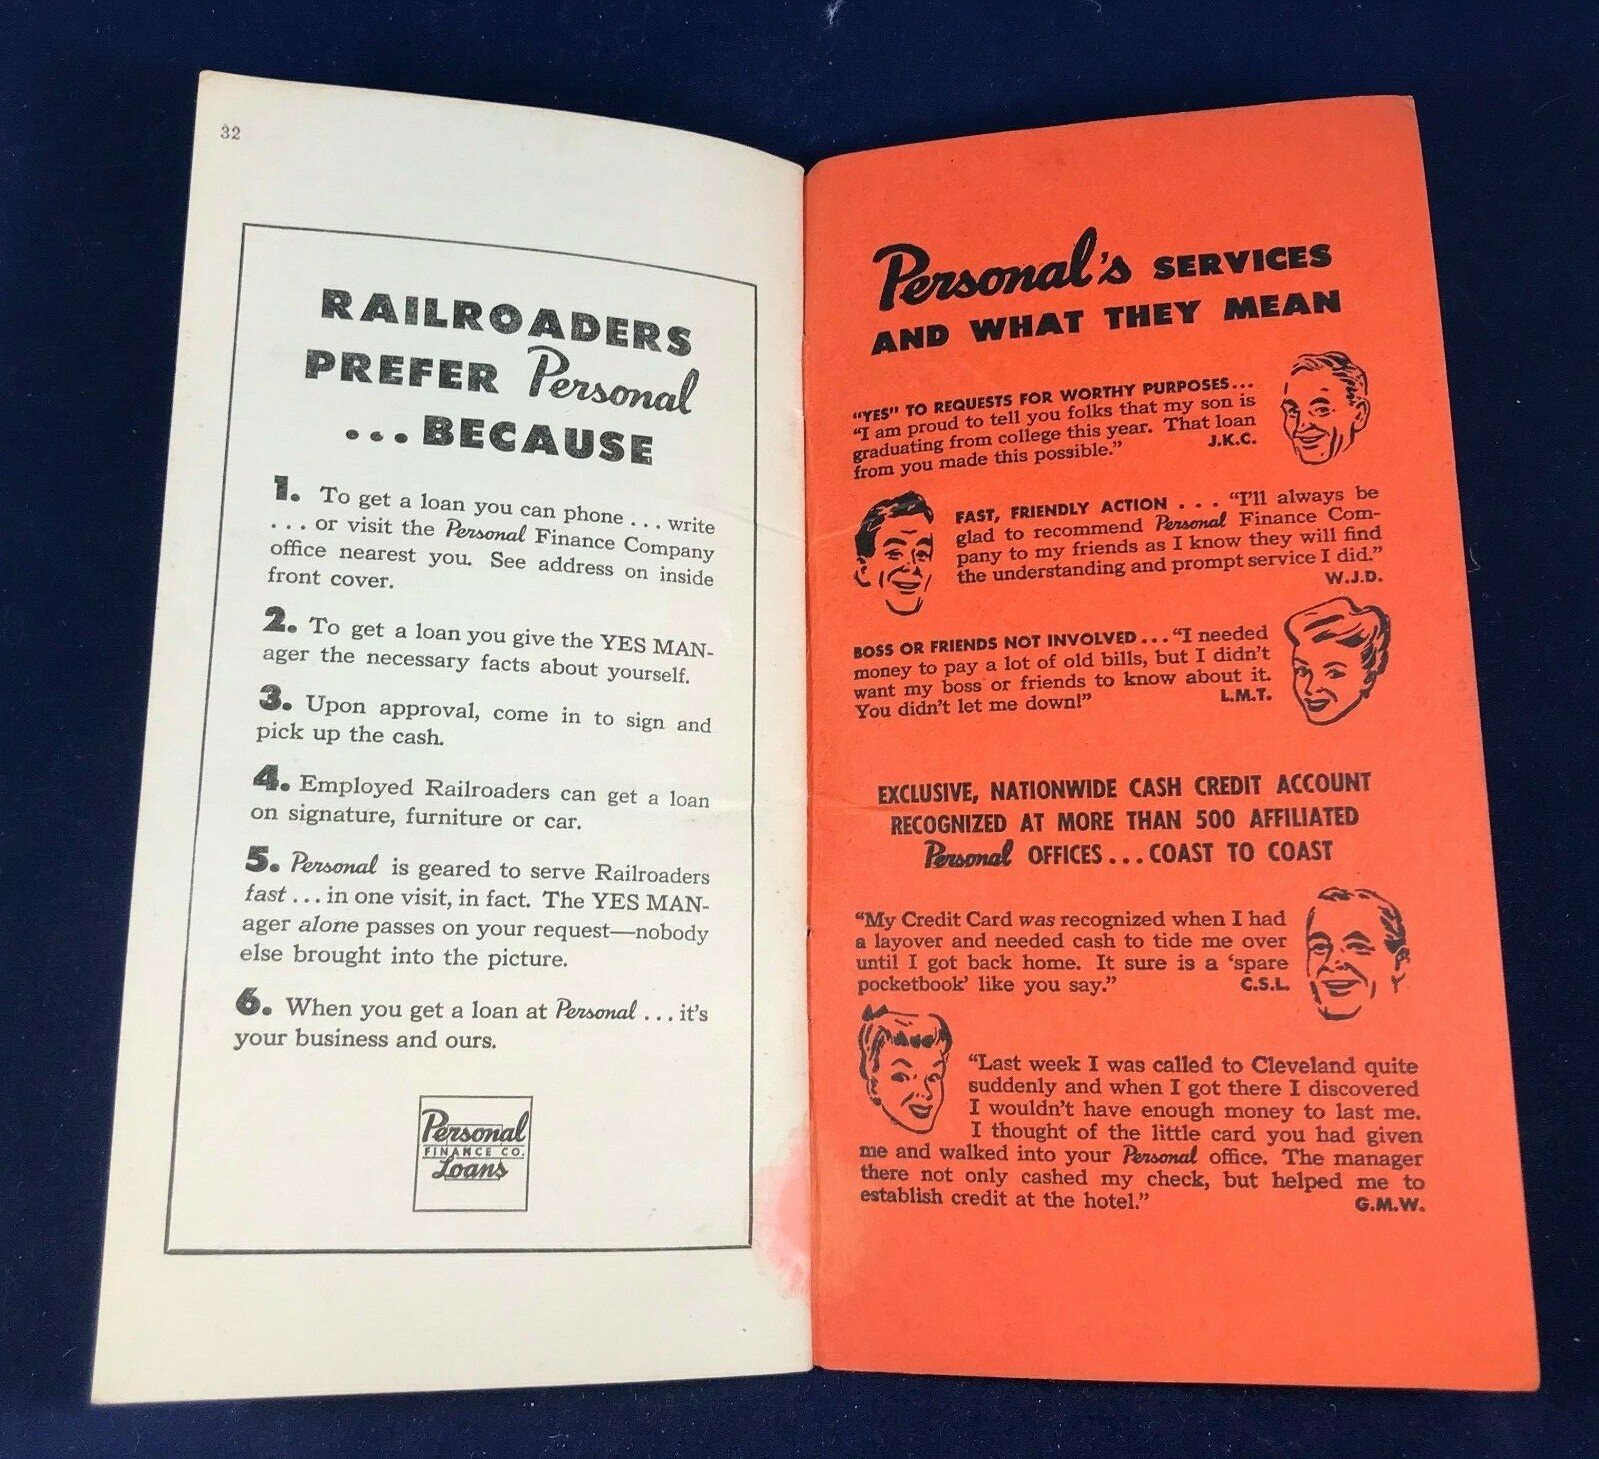 32
RAILROADERS
PREFER Personal
...BECAUSE
1. To get a loan you can phone ... write
... or visit the Personal Finance Company
office nearest you. See address on inside
front cover.
2. To get a loan you give the YES MAN-
ager the necessary facts about yourself.
3. Upon approval, come in to sign and
pick up the cash.
4. Employed Railroaders can get a loan
on signature, furniture or car.
5. Personal is geared to serve Railroaders
fast ... in one visit, in fact. The YES MAN-
ager alone passes on your request—nobody
else brought into the picture.
6. When you get a loan at Personal ... it's
your business and ours.
Personal
FINANCE CO.
Loans
Personal's SERVICES
AND WHAT THEY MEAN
"YES" TO REQUESTS FOR WORTHY PURPOSES...
"I am proud to tell you folks that my son is
graduating from college this year. That loan
from you made this possible." J.K.C.
FAST, FRIENDLY ACTION . . . "I'll always be
glad to recommend Personal Finance Com-
pany to my friends as I know they will find
the understanding and prompt service I did."
W.J.D.
BOSS OR FRIENDS NOT INVOLVED ... "I needed
money to pay a lot of old bills, but I didn't
want my boss or friends to know about it.
You didn't let me down!" L.M.T.
EXCLUSIVE, NATIONWIDE CASH CREDIT ACCOUNT
RECOGNIZED AT MORE THAN 500 AFFILIATED
Personal OFFICES ... COAST TO COAST
"My Credit Card was recognized when I had
a layover and needed cash to tide me over
until I got back home. It sure is a 'spare
pocketbook' like you say." C.S.L.
"Last week I was called to Cleveland quite
suddenly and when I got there I discovered
I wouldn't have enough money to last me.
I thought of the little card you had given
me and walked into your Personal office. The manager
there not only cashed my check, but helped me to
establish credit at the hotel." G.M.W.